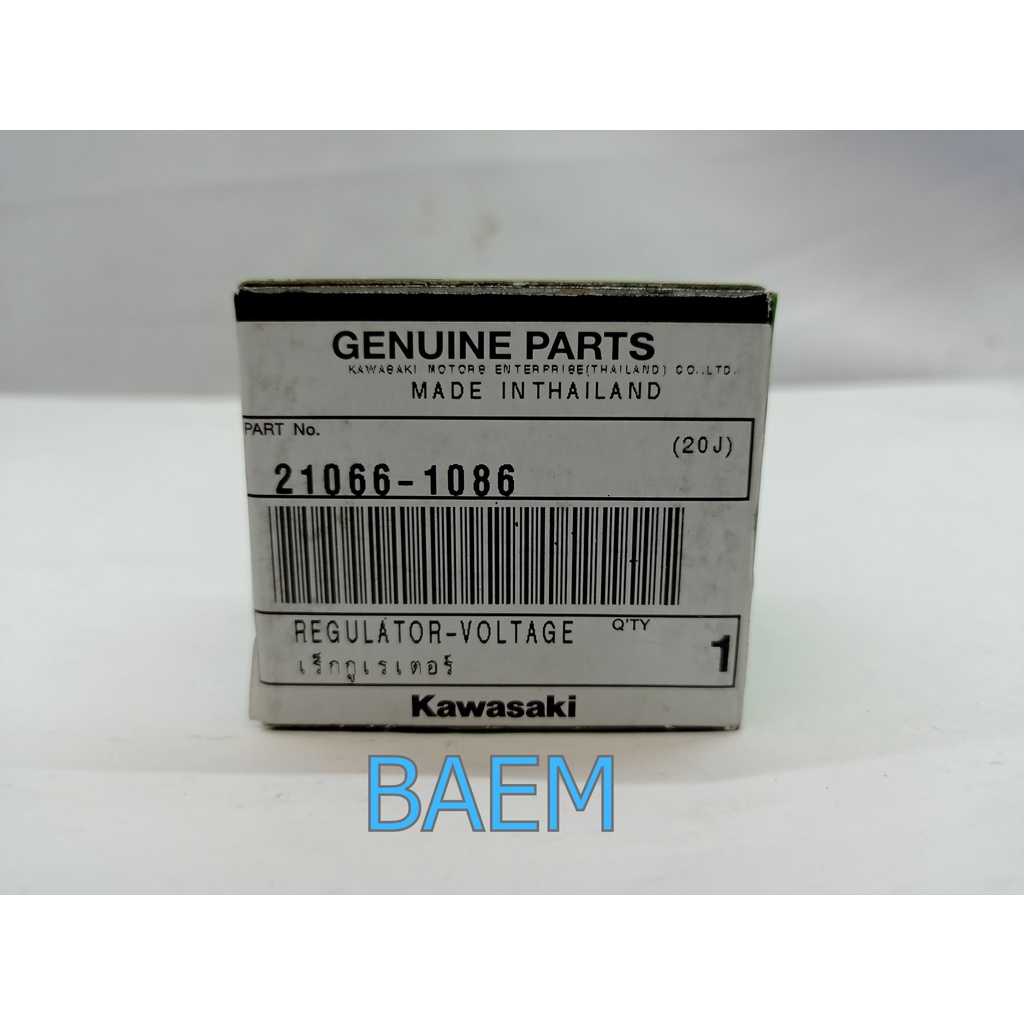 GENUINE PARTS
KAWASAKI MOTORS ENTERPRISE(THAILAND) CO.,LTD.
MADE INTHAILAND
PART No.
(20J)
21066-1086
REGULATOR-VOLTAGE
Q'TY
1
เร็กกูเรเตอร์
Kawasaki
BAEM